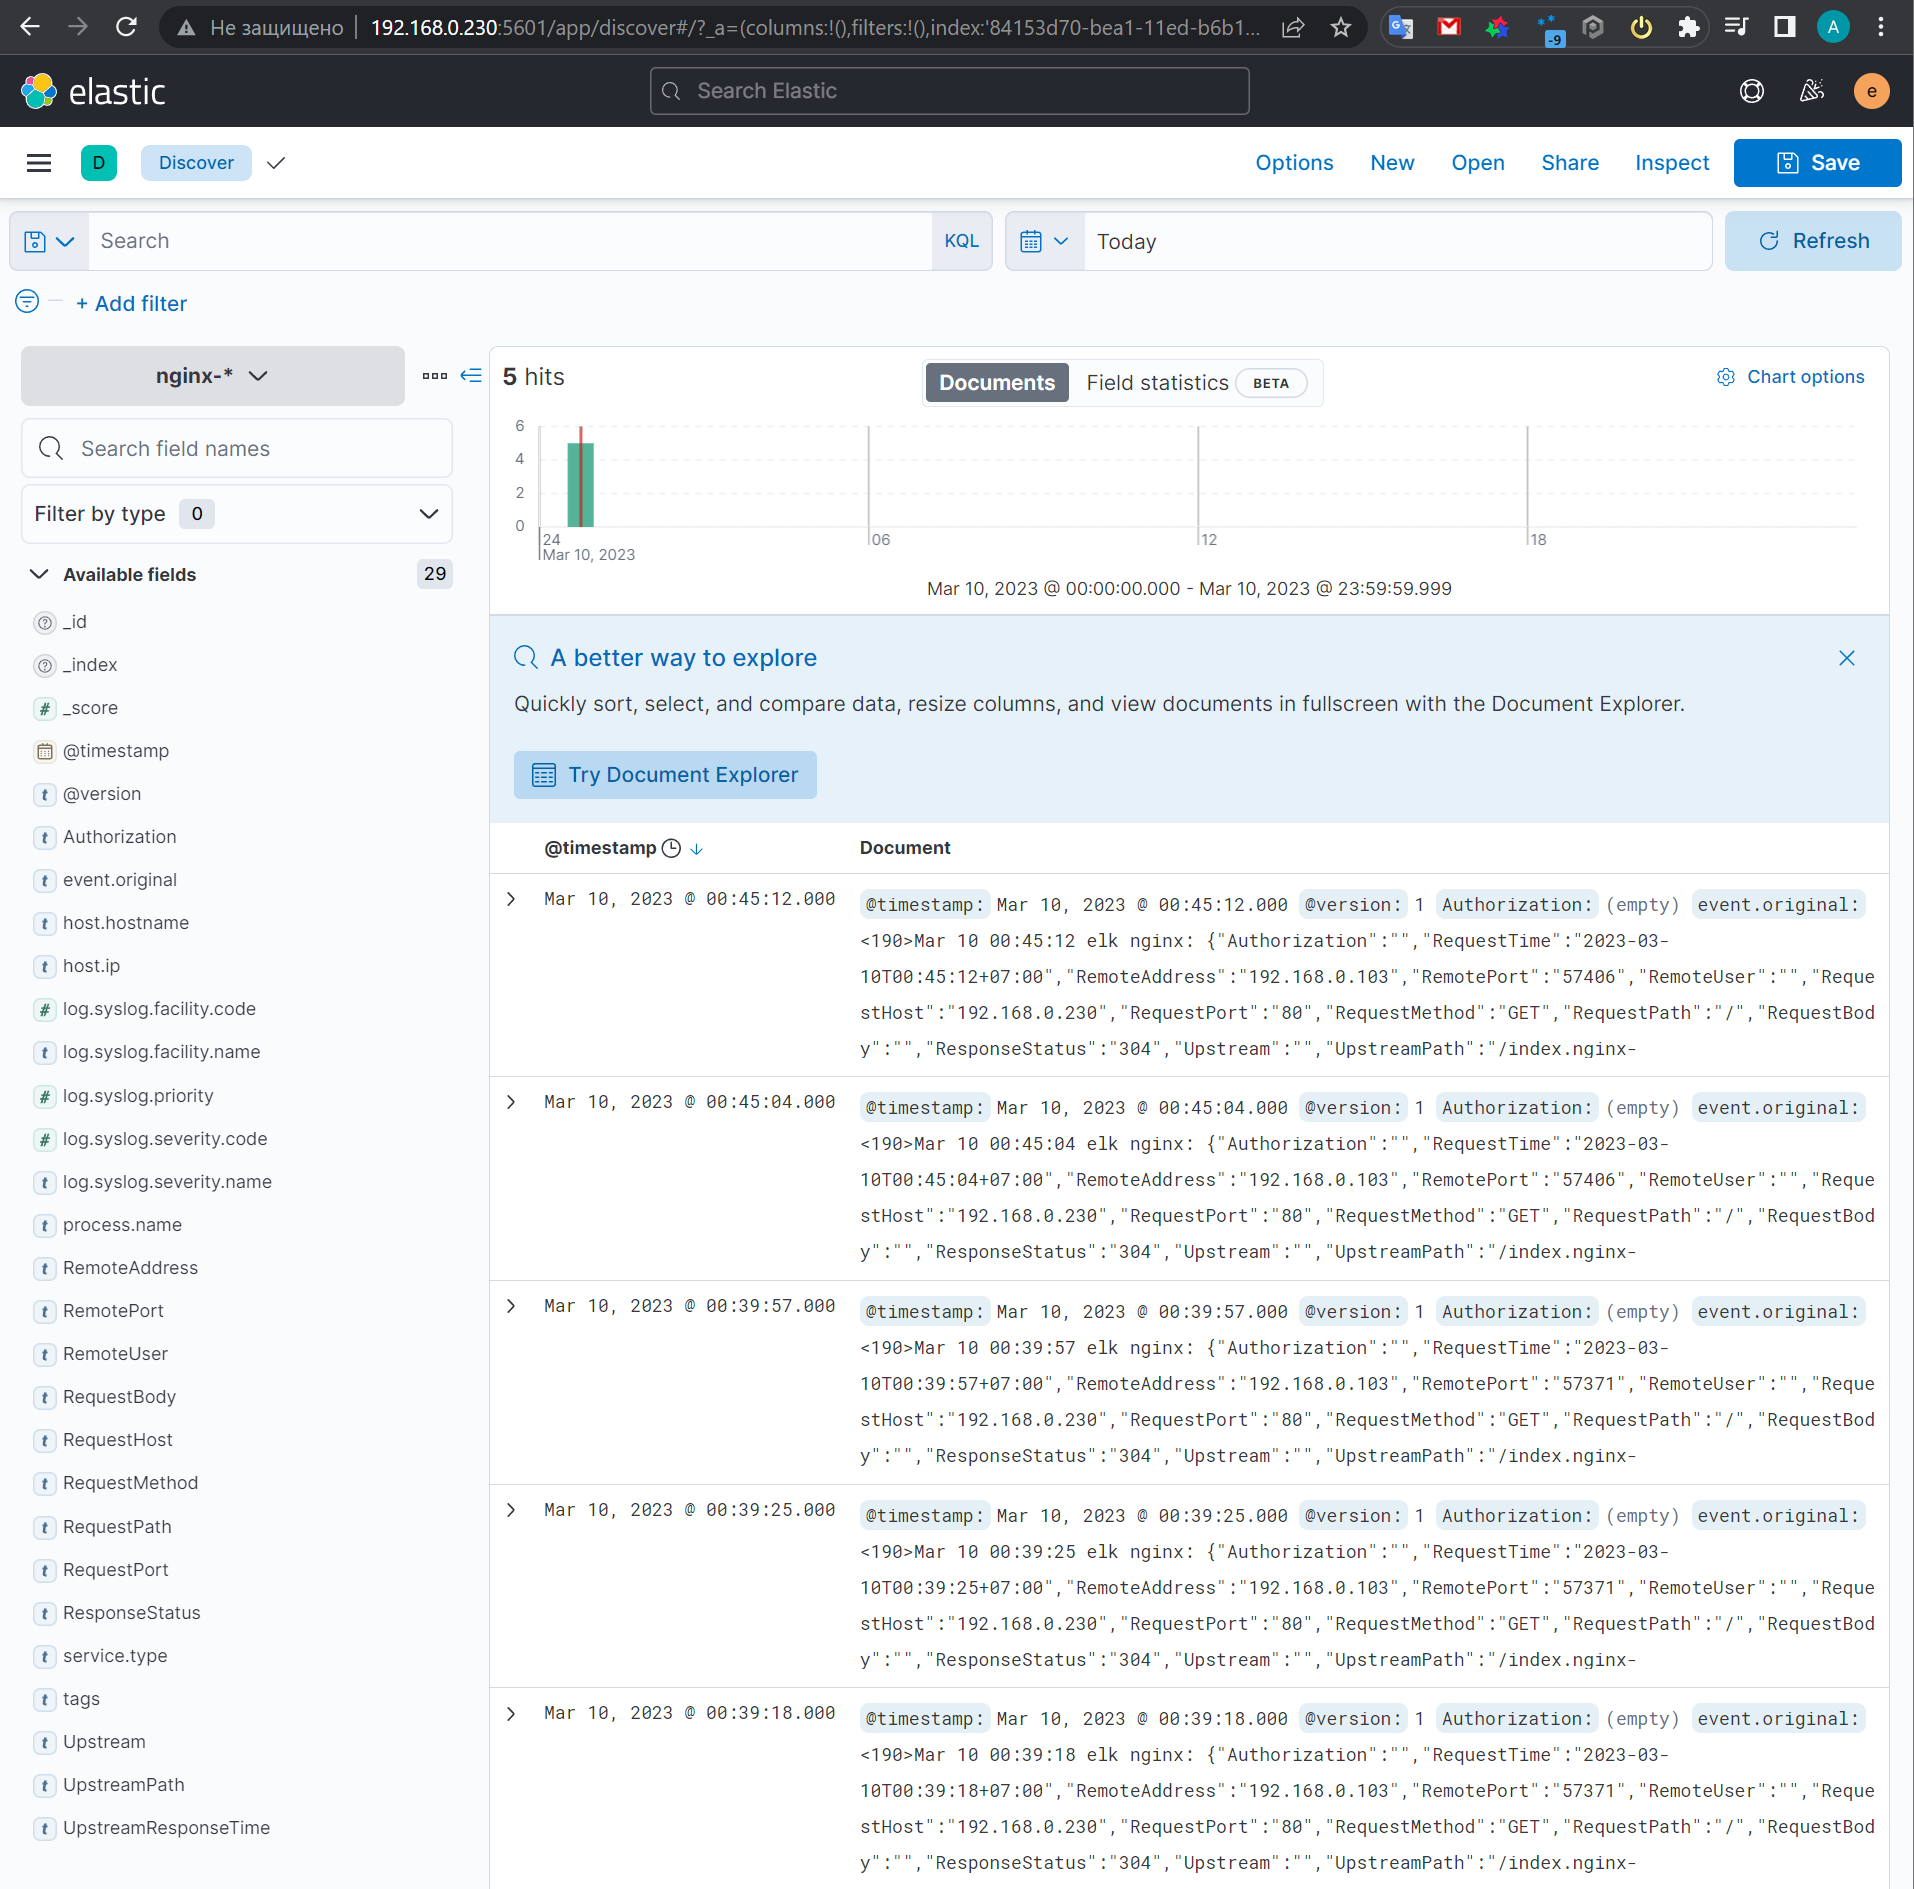 Не защищено
192.168.0.230:5601/app/discover#/?_a=(columns:!(),filters:!(),index:'84153d70-bea1-11ed-b6b1...
-9
A
elastic
Search Elastic
e
D
Discover
Options
New
Open
Share
Inspect
Save
Search
KQL
Today
Refresh
+ Add filter
nginx-*
Search field names
Filter by type 0
Available fields 29
_id
_index
_score
@timestamp
@version
Authorization
event.original
host.hostname
host.ip
log.syslog.facility.code
log.syslog.facility.name
log.syslog.priority
log.syslog.severity.code
log.syslog.severity.name
process.name
RemoteAddress
RemotePort
RemoteUser
RequestBody
RequestHost
RequestMethod
RequestPath
RequestPort
ResponseStatus
service.type
tags
Upstream
UpstreamPath
UpstreamResponseTime
5 hits
Documents
Field statistics BETA
Chart options
6
4
2
0
24
Mar 10, 2023
06
12
18
Mar 10, 2023 @ 00:00:00.000 - Mar 10, 2023 @ 23:59:59.999
A better way to explore
Quickly sort, select, and compare data, resize columns, and view documents in fullscreen with the Document Explorer.
Try Document Explorer
@timestamp
Document
Mar 10, 2023 @ 00:45:12.000
@timestamp: Mar 10, 2023 @ 00:45:12.000 @version: 1 Authorization: (empty) event.original:
<190>Mar 10 00:45:12 elk nginx: {"Authorization":"","RequestTime":"2023-03-
10T00:45:12+07:00","RemoteAddress":"192.168.0.103","RemotePort":"57406","RemoteUser":"","Reque
stHost":"192.168.0.230","RequestPort":"80","RequestMethod":"GET","RequestPath":"/","RequestBod
y":"","ResponseStatus":"304","Upstream":"","UpstreamPath":"/index.nginx-
Mar 10, 2023 @ 00:45:04.000
@timestamp: Mar 10, 2023 @ 00:45:04.000 @version: 1 Authorization: (empty) event.original:
<190>Mar 10 00:45:04 elk nginx: {"Authorization":"","RequestTime":"2023-03-
10T00:45:04+07:00","RemoteAddress":"192.168.0.103","RemotePort":"57406","RemoteUser":"","Reque
stHost":"192.168.0.230","RequestPort":"80","RequestMethod":"GET","RequestPath":"/","RequestBod
y":"","ResponseStatus":"304","Upstream":"","UpstreamPath":"/index.nginx-
Mar 10, 2023 @ 00:39:57.000
@timestamp: Mar 10, 2023 @ 00:39:57.000 @version: 1 Authorization: (empty) event.original:
<190>Mar 10 00:39:57 elk nginx: {"Authorization":"","RequestTime":"2023-03-
10T00:39:57+07:00","RemoteAddress":"192.168.0.103","RemotePort":"57371","RemoteUser":"","Reque
stHost":"192.168.0.230","RequestPort":"80","RequestMethod":"GET","RequestPath":"/","RequestBod
y":"","ResponseStatus":"304","Upstream":"","UpstreamPath":"/index.nginx-
Mar 10, 2023 @ 00:39:25.000
@timestamp: Mar 10, 2023 @ 00:39:25.000 @version: 1 Authorization: (empty) event.original:
<190>Mar 10 00:39:25 elk nginx: {"Authorization":"","RequestTime":"2023-03-
10T00:39:25+07:00","RemoteAddress":"192.168.0.103","RemotePort":"57371","RemoteUser":"","Reque
stHost":"192.168.0.230","RequestPort":"80","RequestMethod":"GET","RequestPath":"/","RequestBod
y":"","ResponseStatus":"304","Upstream":"","UpstreamPath":"/index.nginx-
Mar 10, 2023 @ 00:39:18.000
@timestamp: Mar 10, 2023 @ 00:39:18.000 @version: 1 Authorization: (empty) event.original:
<190>Mar 10 00:39:18 elk nginx: {"Authorization":"","RequestTime":"2023-03-
10T00:39:18+07:00","RemoteAddress":"192.168.0.103","RemotePort":"57371","RemoteUser":"","Reque
stHost":"192.168.0.230","RequestPort":"80","RequestMethod":"GET","RequestPath":"/","RequestBod
y":"","ResponseStatus":"304","Upstream":"","UpstreamPath":"/index.nginx-